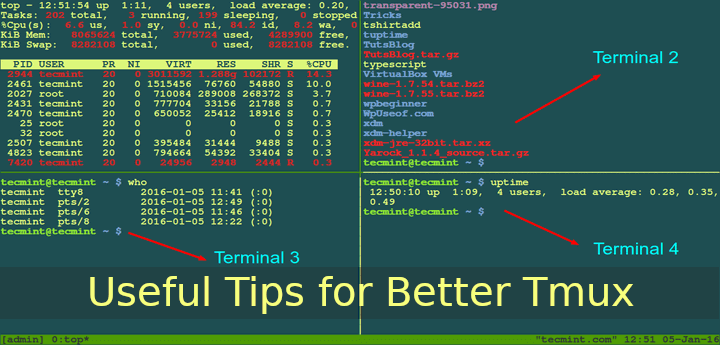 top - 12:51:54 up  1:11,  4 users,  load average: 0.20,
Tasks: 202 total,   3 running, 199 sleeping,   0 stopped
%Cpu(s):  6.6 us,  1.0 sy,  0.0 ni, 84.2 id,  8.2 wa,  0
KiB Mem:   8065624 total,  3775724 used,  4289900 free,
KiB Swap:  8282108 total,        0 used,  8282108 free.
PID USER      PR  NI    VIRT    RES    SHR S  %CPU
2944 tecmint   20   0 3011592 1.208g 102172 R  14.3
2461 tecmint   20   0 1515456  76760  54880 S  10.0
2027 root      20   0  710084 289008 268372 S   3.7
2431 tecmint   20   0  777704  33156  21788 S   0.7
2470 tecmint   20   0  650052  25412  18916 S   0.7
25 root      20   0       0      0      0 S   0.3
32 root      20   0       0      0      0 S   0.3
2507 tecmint   20   0  395484  31444   9488 S   0.3
4823 tecmint   20   0  794664  54392  33404 S   0.3
7420 tecmint   20   0   24956   2948   2444 R   0.3
transparent-95031.png
Tricks
tshirtadd
tuptime
TutsBlog
TutsBlog.tar.gz
typescript
VirtualBox VMs
wine-1.7.54.tar.bz2
wine-1.7.55.tar.bz2
wpbeginner
WpUseof.com
xdm
xdm-helper
xdm-jre-32bit.tar.xz
Yarock_1.1.4_source.tar.gz
tecmint@tecmint ~ $
Terminal 2
tecmint@tecmint ~ $ who
tecmint  tty8         2016-01-05 11:41 (:0)
tecmint  pts/2        2016-01-05 12:49 (:0)
tecmint  pts/6        2016-01-05 11:46 (:0)
tecmint  pts/8        2016-01-05 12:22 (:0)
tecmint@tecmint ~ $
Terminal 3
tecmint@tecmint ~ $ uptime
12:50:10 up  1:09,  4 users,  load average: 0.28, 0.35,
0.49
tecmint@tecmint ~ $
Terminal 4
Useful Tips for Better Tmux
[admin] 0:top*
"tecmint.com" 12:51 05-Jan-16